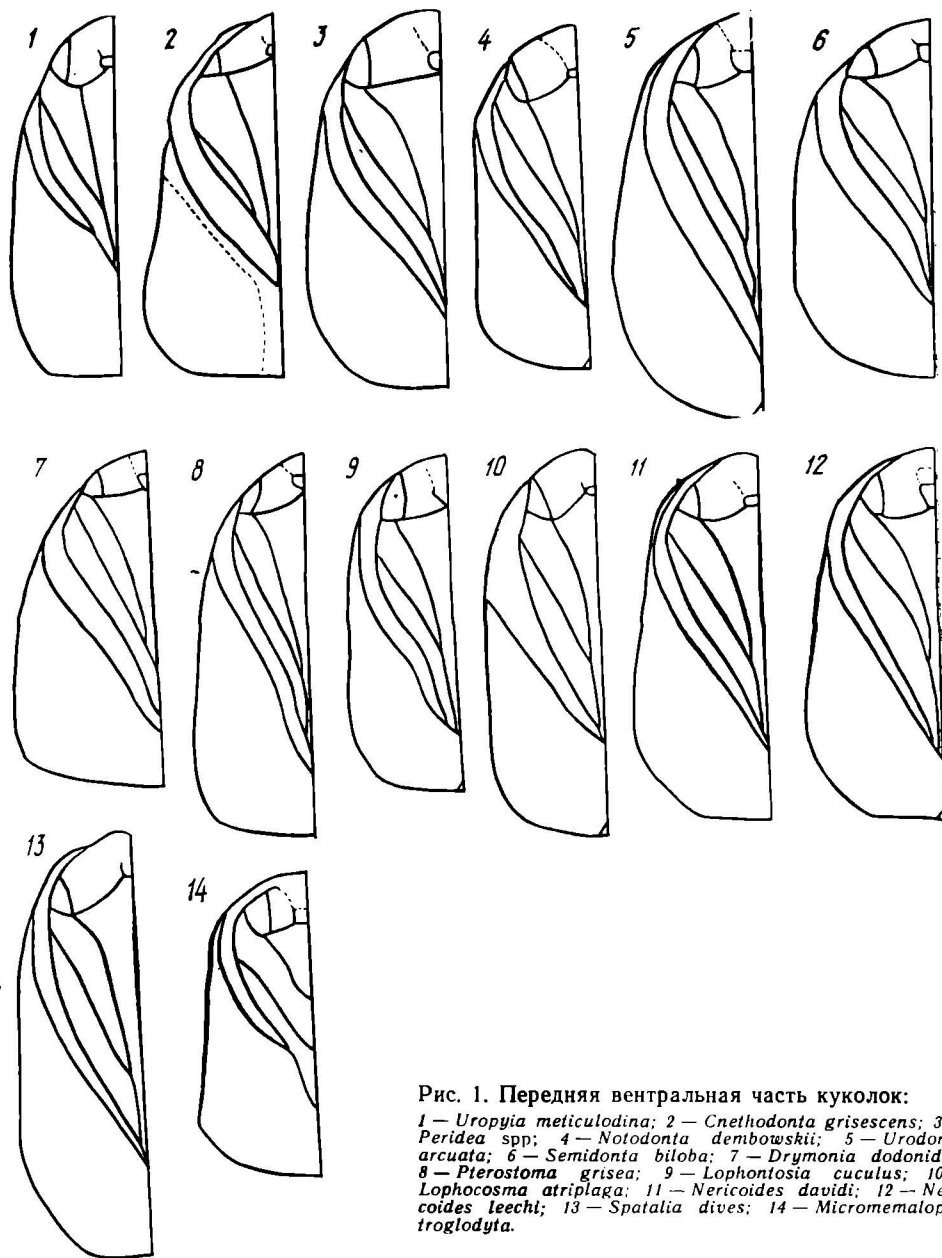 1 2 3 4 5 6
7 8 9 10 11 12
13
14
Рис. 1. Передняя вентральная часть куколок:
1 — Uropyia meticulodina; 2 — Cnethodonta grisescens; 3
Peridea spp; 4 — Notodonta dembowskii; 5 — Urodon
arcuata; 6 — Semidonta biloba; 7 — Drymonia dodonid
8 — Pterostoma grisea; 9 — Lophontosia cuculus; 10
Lophocosma atriplaga; 11 — Nericoides davidi; 12 — Ne
coides leechi; 13 — Spatalia dives; 14 — Micromemalop
troglodyta.